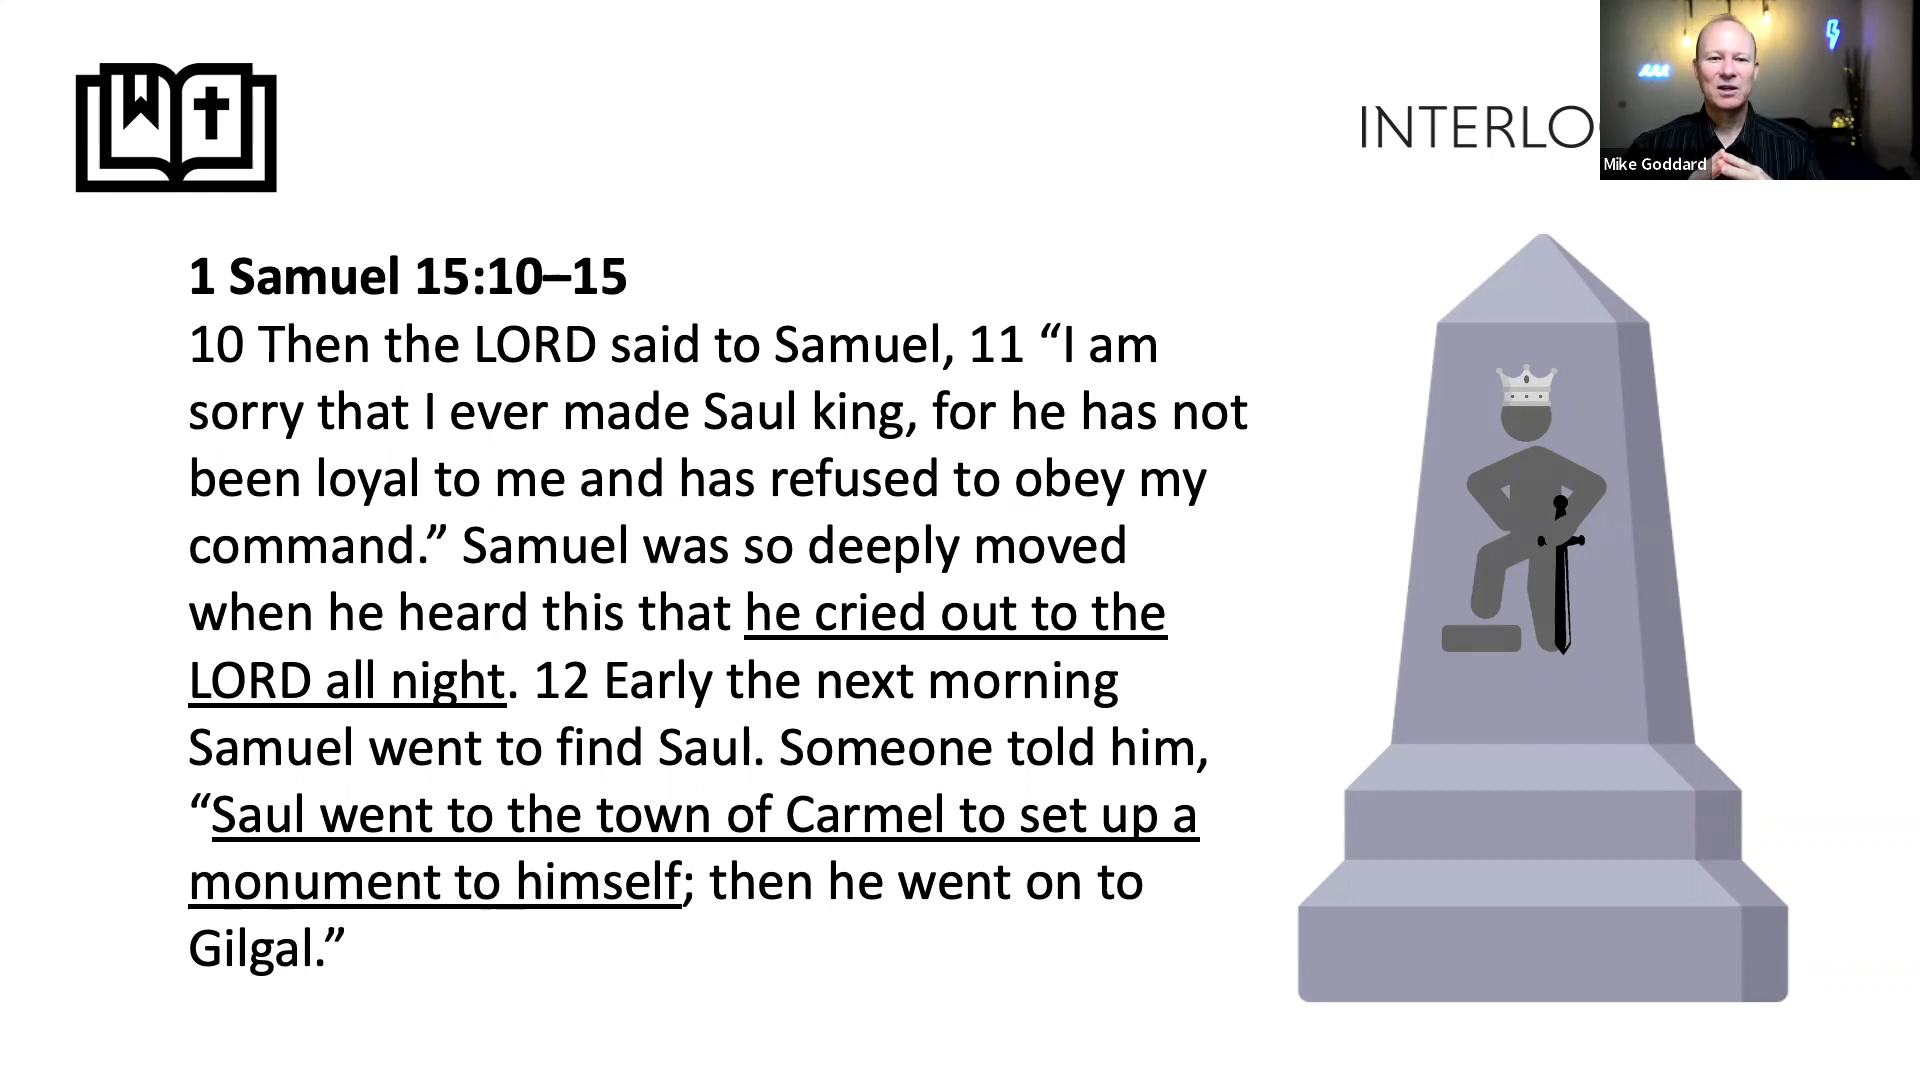 INTERLO
Mike Goddard
1 Samuel 15:10–15
10 Then the LORD said to Samuel, 11 “I am
sorry that I ever made Saul king, for he has not
been loyal to me and has refused to obey my
command.” Samuel was so deeply moved
when he heard this that he cried out to the
LORD all night. 12 Early the next morning
Samuel went to find Saul. Someone told him,
“Saul went to the town of Carmel to set up a
monument to himself; then he went on to
Gilgal.”